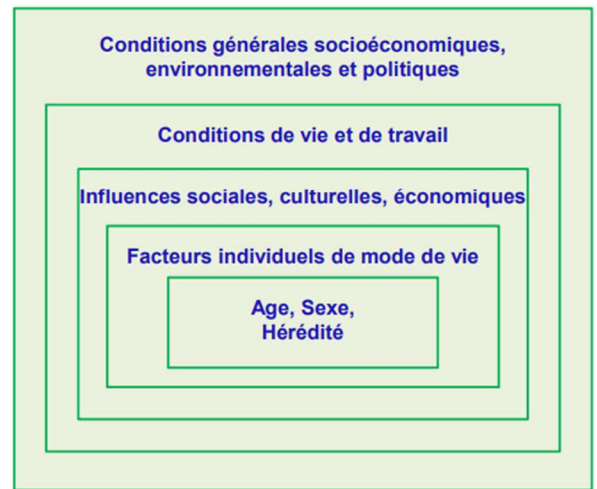 Conditions générales socioéconomiques,
environnementales et politiques
Conditions de vie et de travail
Influences sociales, culturelles, économiques
Facteurs individuels de mode de vie
Age, Sexe,
Hérédité